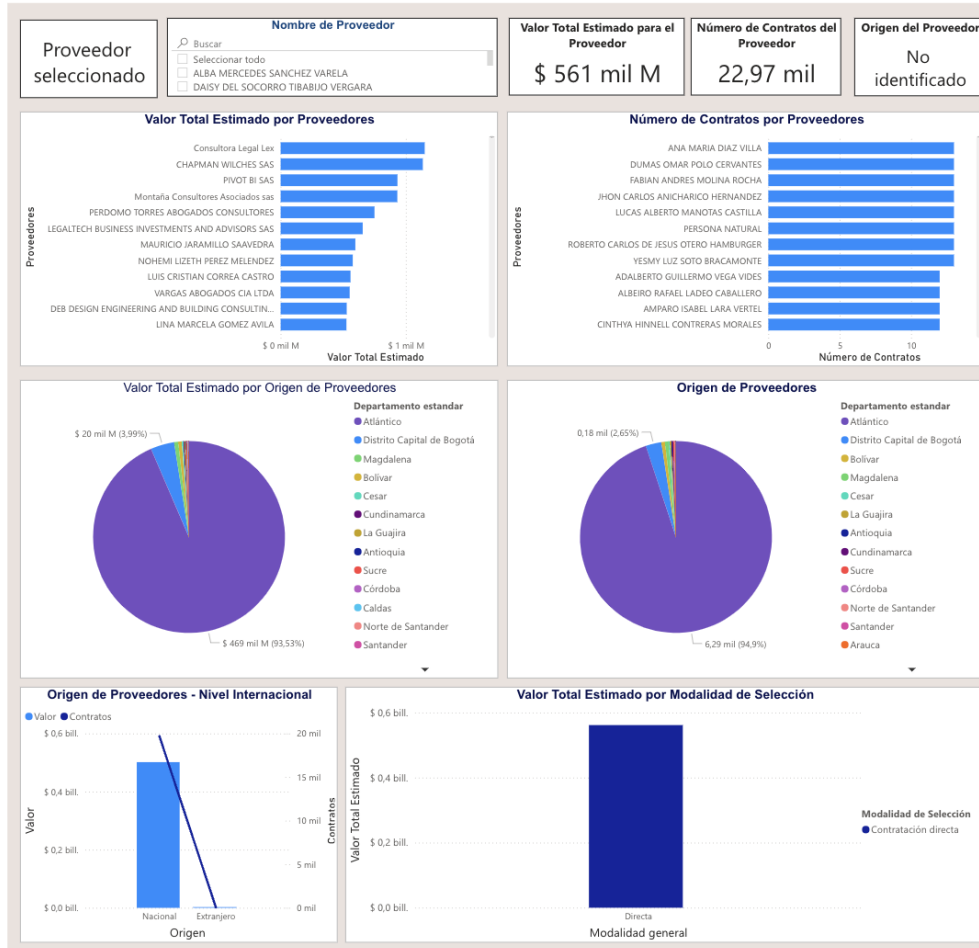 Proveedor
seleccionado
Nombre de Proveedor
Buscar
Seleccionar todo
ALBA MERCEDES SANCHEZ VARELA
DAISY DEL SOCORRO TIBABIJO VERGARA
Valor Total Estimado para el
Proveedor
$ 561 mil M
Número de Contratos del
Proveedor
22,97 mil
Origen del Proveedor
No
identificado
Valor Total Estimado por Proveedores
Proveedores
Consultora Legal Lex
CHAPMAN WILCHES SAS
PIVOT BI SAS
Montaña Consultores Asociados sas
PERDOMO TORRES ABOGADOS CONSULTORES
LEGALTECH BUSINESS INVESTMENTS AND ADVISORS SAS
MAURICIO JARAMILLO SAAVEDRA
NOHEMI LIZETH PEREZ MELENDEZ
LUIS CRISTIAN CORREA CASTRO
VARGAS ABOGADOS CIA LTDA
DEB DESIGN ENGINEERING AND BUILDING CONSULTIN...
LINA MARCELA GOMEZ AVILA
$ 0 mil M
$ 1 mil M
Valor Total Estimado
Número de Contratos por Proveedores
Proveedores
ANA MARIA DIAZ VILLA
DUMAS OMAR POLO CERVANTES
FABIAN ANDRES MOLINA ROCHA
JHON CARLOS ANICHARICO HERNANDEZ
LUCAS ALBERTO MANOTAS CASTILLA
PERSONA NATURAL
ROBERTO CARLOS DE JESUS OTERO HAMBURGER
YESMY LUZ SOTO BRACAMONTE
ADALBERTO GUILLERMO VEGA VIDES
ALBEIRO RAFAEL LADEO CABALLERO
AMPARO ISABEL LARA VERTEL
CINTHYA HINNELL CONTRERAS MORALES
0
5
10
Número de Contratos
Valor Total Estimado por Origen de Proveedores
$ 20 mil M (3,99%)
$ 469 mil M (93,53%)
Departamento estandar
Atlántico
Distrito Capital de Bogotá
Magdalena
Bolívar
Cesar
Cundinamarca
La Guajira
Antioquia
Sucre
Córdoba
Caldas
Norte de Santander
Santander
Origen de Proveedores
0,18 mil (2,65%)
6,29 mil (94,9%)
Departamento estandar
Atlántico
Distrito Capital de Bogotá
Bolívar
Magdalena
Cesar
La Guajira
Antioquia
Cundinamarca
Sucre
Córdoba
Norte de Santander
Santander
Arauca
Origen de Proveedores - Nivel Internacional
Valor
Contratos
Valor
$ 0,6 bill.
$ 0,4 bill.
$ 0,2 bill.
$ 0,0 bill.
20 mil
15 mil
10 mil
5 mil
0 mil
Contratos
Nacional
Extranjero
Origen
Valor Total Estimado por Modalidad de Selección
Valor Total Estimado
$ 0,6 bill.
$ 0,4 bill.
$ 0,2 bill.
$ 0,0 bill.
Directa
Modalidad general
Modalidad de Selección
Contratación directa